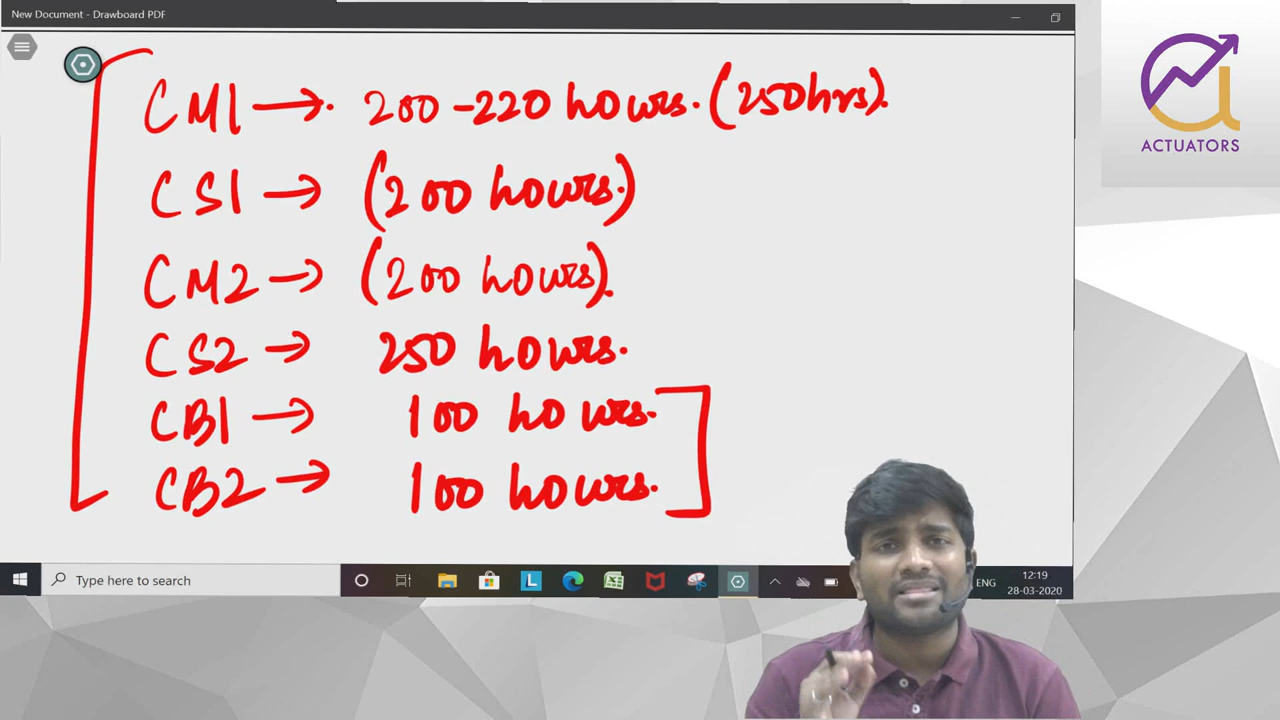 New Document - Drawboard PDF
CM1 → 200-220 hours. (250hrs).
CS1 → (200 hours.)
CM2 → (200 hours).
CS2 → 250 hours.
CB1 → 100 hours.
CB2 → 100 hours.
ACTUATORS
Type here to search
L
ENG
12:19
28-03-2020